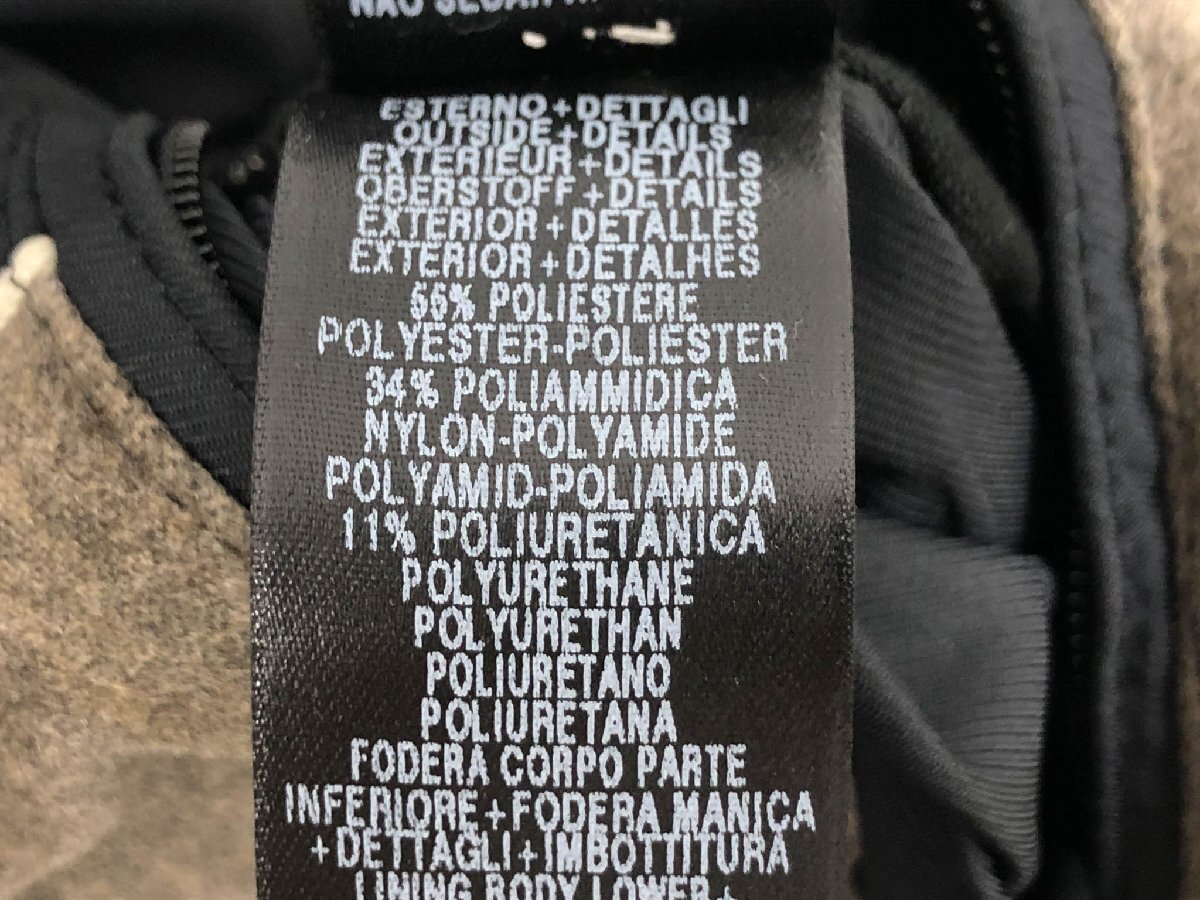 NÃO SECAR
ESTERNO+DETTAGLI
OUTSIDE+DETAILS
EXTERIEUR+DETAILS
OBERSTOFF+DETAILS
EXTERIOR+DETALLES
EXTERIOR+DETALHES
55% POLIESTERE
POLYESTER-POLIESTER
34% POLIAMMIDICA
NYLON-POLYAMIDE
POLYAMID-POLIAMIDA
11% POLIURETANICA
POLYURETHANE
POLYURETHAN
POLIURETANO
POLIURETANA
FODERA CORPO PARTE
INFERIORE+FODERA MANICA
+DETTAGLI+IMBOTTITURA
LINING BODY LOWER+